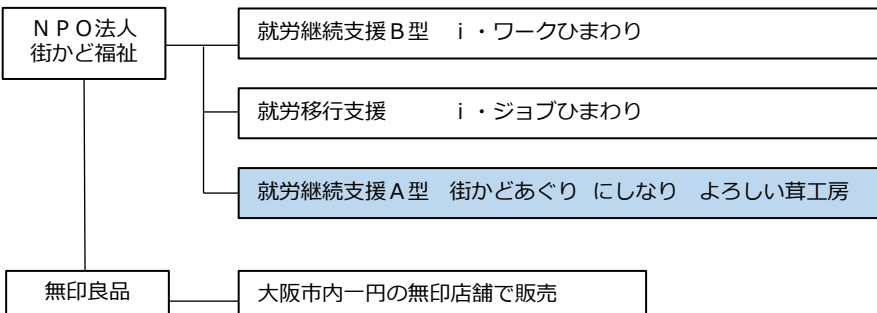 NPO法人
街かど福祉
就労継続支援B型　i・ワークひまわり
就労移行支援　i・ジョブひまわり
就労継続支援A型　街かどあぐり にしなり　よろしい茸工房
無印良品
大阪市内一円の無印店舗で販売